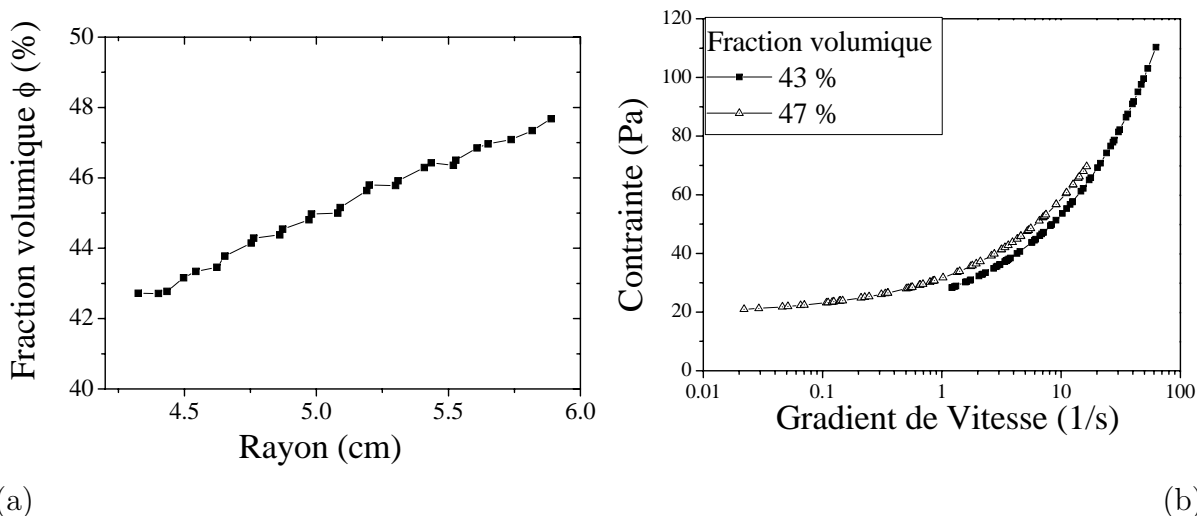 50
48
46
44
42
40
4.5 5.0 5.5 6.0
Fraction volumique ϕ (%)
Rayon (cm)
(a)
120
100
80
60
40
20
0
0.01 0.1 1 10 100
Contrainte (Pa)
Gradient de Vitesse (1/s)
Fraction volumique
43 %
47 %
(b)